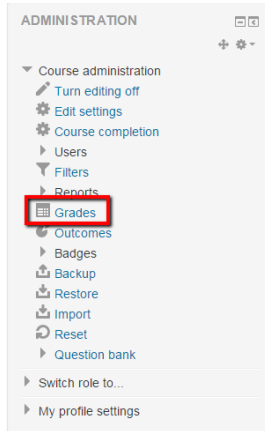 ADMINISTRATION
Course administration
Turn editing off
Edit settings
Course completion
Users
Filters
Reports
Grades
Outcomes
Badges
Backup
Restore
Import
Reset
Question bank
Switch role to...
My profile settings